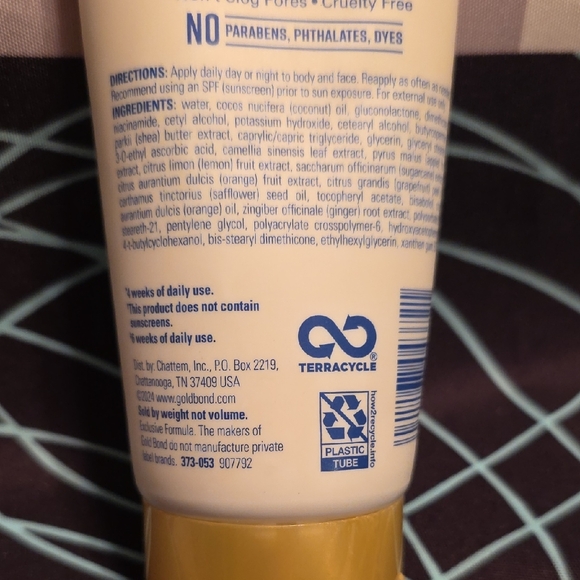 Clog Pores • Cruelty Free
NO PARABENS, PHTHALATES, DYES
DIRECTIONS: Apply daily day or night to body and face. Reapply as often as
Recommend using an SPF (sunscreen) prior to sun exposure. For external use
INGREDIENTS: water, cocos nucifera (coconut) oil, gluconolactone,
niacinamide, cetyl alcohol, potassium hydroxide, cetearyl alcohol,
parkii (shea) butter extract, caprylic/capric triglyceride, glycerin, glyceryl
3-O-ethyl ascorbic acid, camellia sinensis leaf extract, pyrus malus
extract, citrus limon (lemon) fruit extract, saccharum officinarum
citrus aurantium dulcis (orange) fruit extract, citrus grandis
carthamus tinctorius (safflower) seed oil, tocopheryl acetate,
aurantium dulcis (orange) oil, zingiber officinale (ginger) root extract,
steareth-21, pentylene glycol, polyacrylate crosspolymer-6,
4-t-butylcyclohexanol, bis-stearyl dimethicone, ethylhexylglycerin, xanthan
4 weeks of daily use.
This product does not contain
sunscreens.
weeks of daily use.
Dist. by: Chattem, Inc., P.O. Box 2219,
Chattanooga, TN 37409 USA
©2024 www.goldbond.com
Sold by weight not volume.
Exclusive Formula. The makers of
Gold Bond do not manufacture private
label brands. 373-053 907792
TERRACYCLE®
PLASTIC
TUBE
how2recycle.info